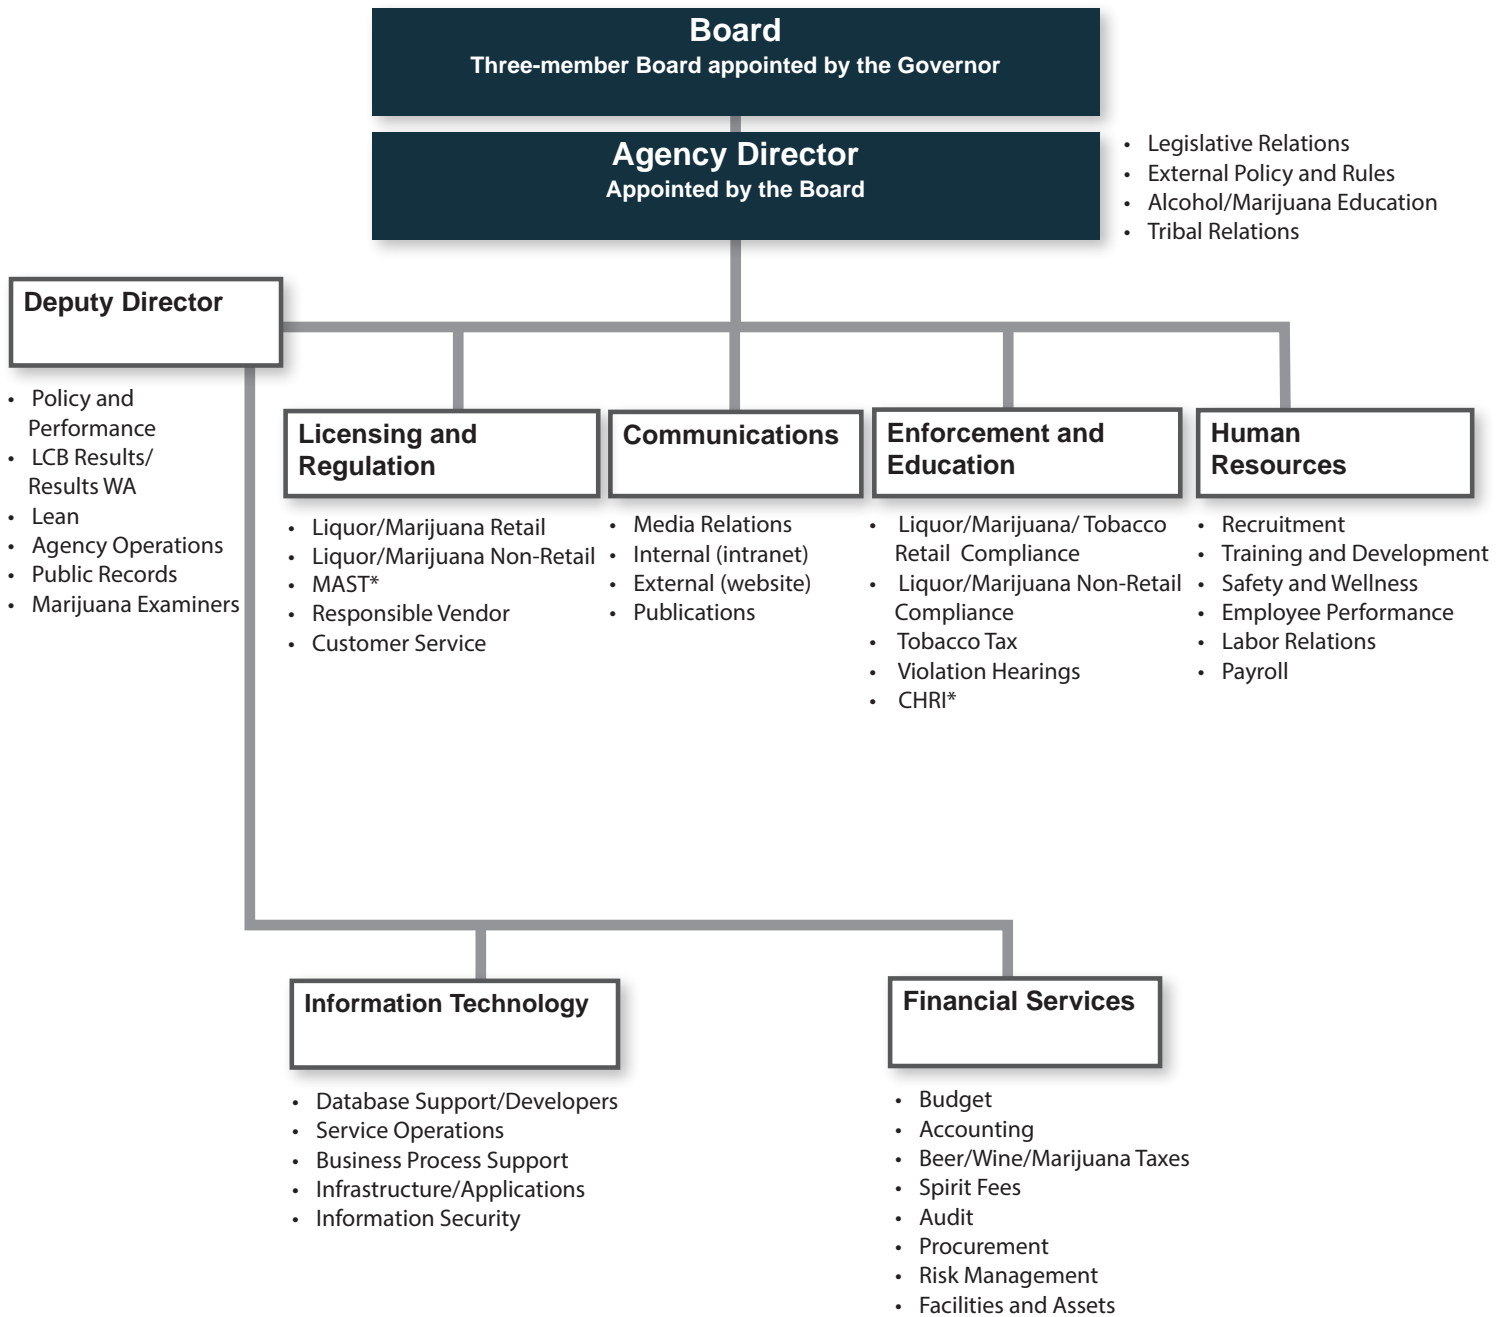 Board
Three-member Board appointed by the Governor
Agency Director
Appointed by the Board
• Legislative Relations
• External Policy and Rules
• Alcohol/Marijuana Education
• Tribal Relations
Deputy Director
• Policy and
Performance
• LCB Results/
Results WA
• Lean
• Agency Operations
• Public Records
• Marijuana Examiners
Licensing and
Regulation
• Liquor/Marijuana Retail
• Liquor/Marijuana Non-Retail
• MAST*
• Responsible Vendor
• Customer Service
Communications
• Media Relations
• Internal (intranet)
• External (website)
• Publications
Enforcement and
Education
• Liquor/Marijuana/ Tobacco
Retail Compliance
• Liquor/Marijuana Non-Retail
Compliance
• Tobacco Tax
• Violation Hearings
• CHRI*
Human
Resources
• Recruitment
• Training and Development
• Safety and Wellness
• Employee Performance
• Labor Relations
• Payroll
Information Technology
• Database Support/Developers
• Service Operations
• Business Process Support
• Infrastructure/Applications
• Information Security
Financial Services
• Budget
• Accounting
• Beer/Wine/Marijuana Taxes
• Spirit Fees
• Audit
• Procurement
• Risk Management
• Facilities and Assets